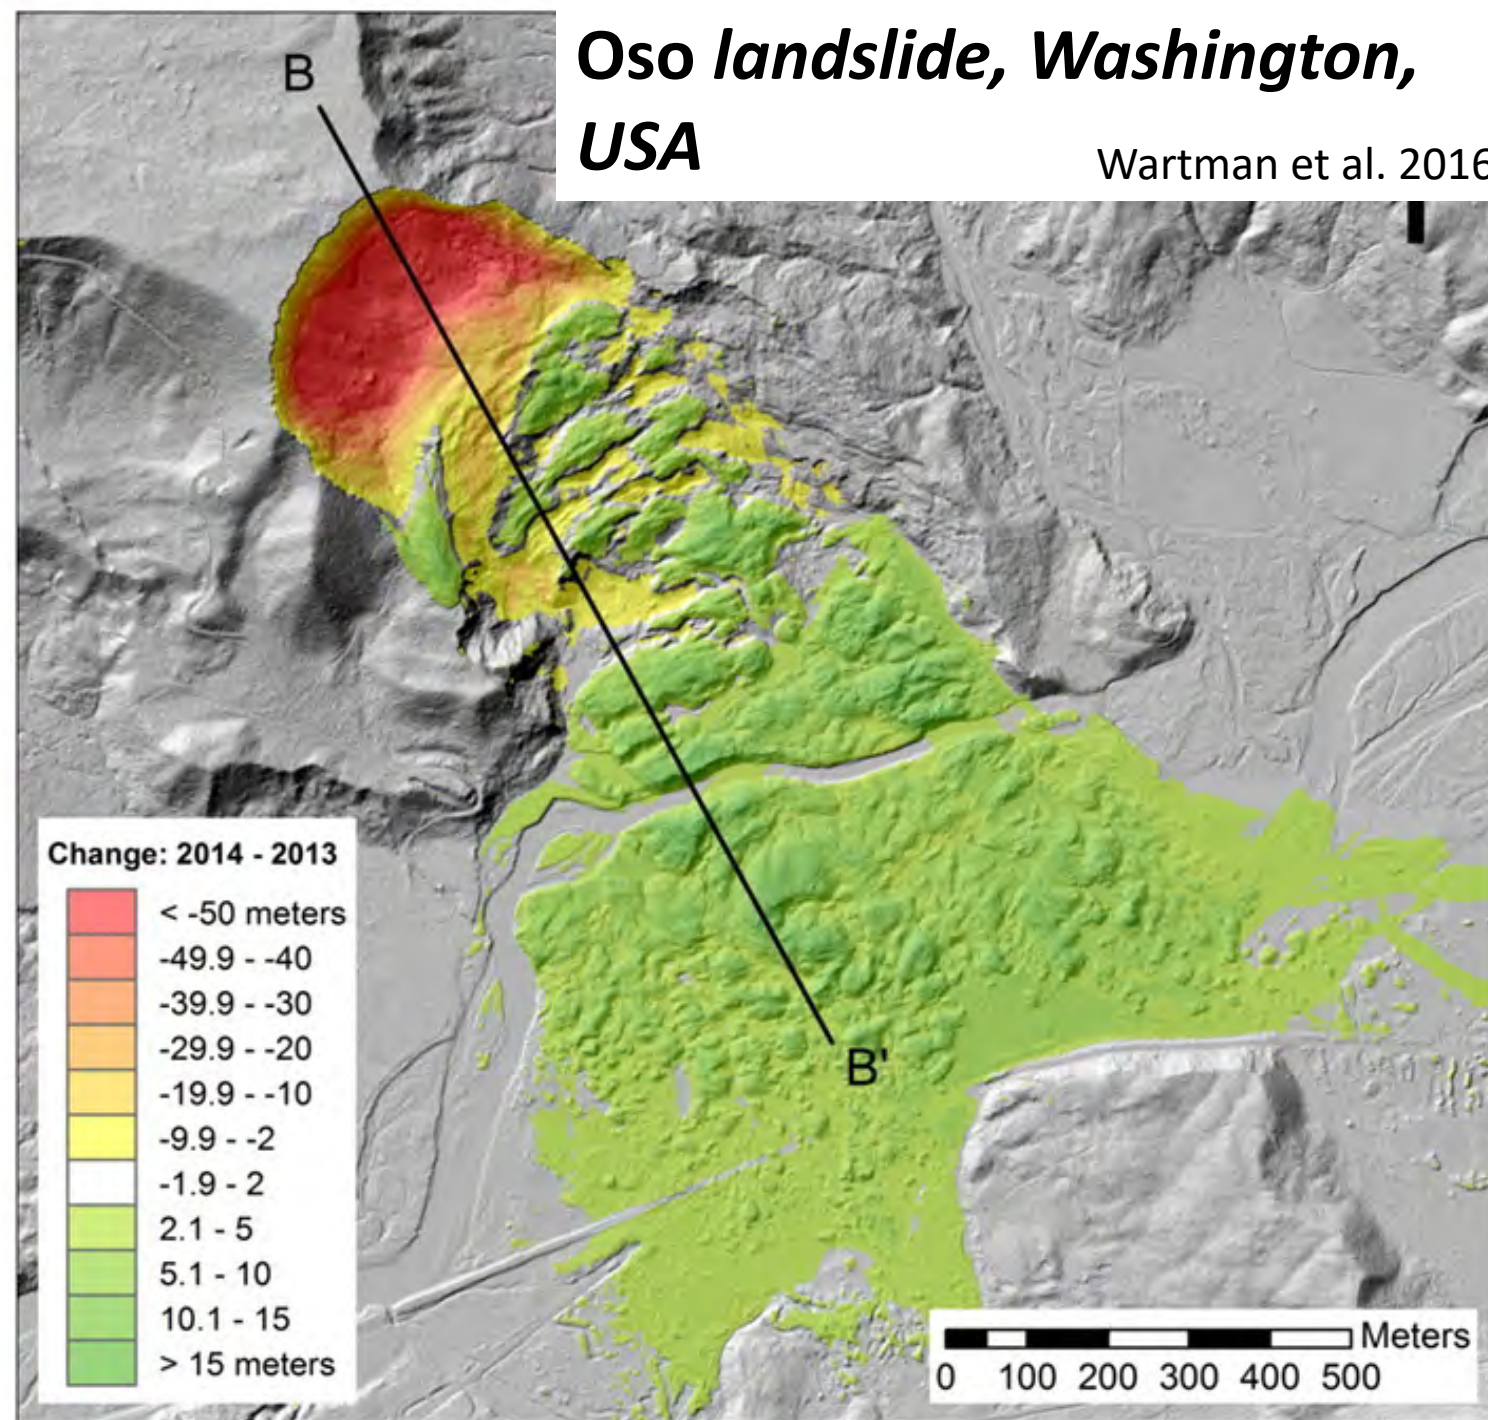 Oso landslide, Washington,
USA
Wartman et al. 2016
B
B'
Change: 2014 - 2013
< -50 meters
-49.9 - -40
-39.9 - -30
-29.9 - -20
-19.9 - -10
-9.9 - -2
-1.9 - 2
2.1 - 5
5.1 - 10
10.1 - 15
> 15 meters
Meters
0 100 200 300 400 500